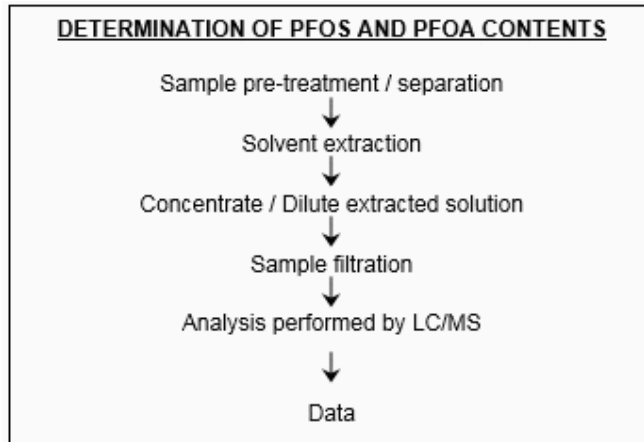 DETERMINATION OF PFOS AND PFOA CONTENTS
Sample pre-treatment / separation
Solvent extraction
Concentrate / Dilute extracted solution
Sample filtration
Analysis performed by LC/MS
Data